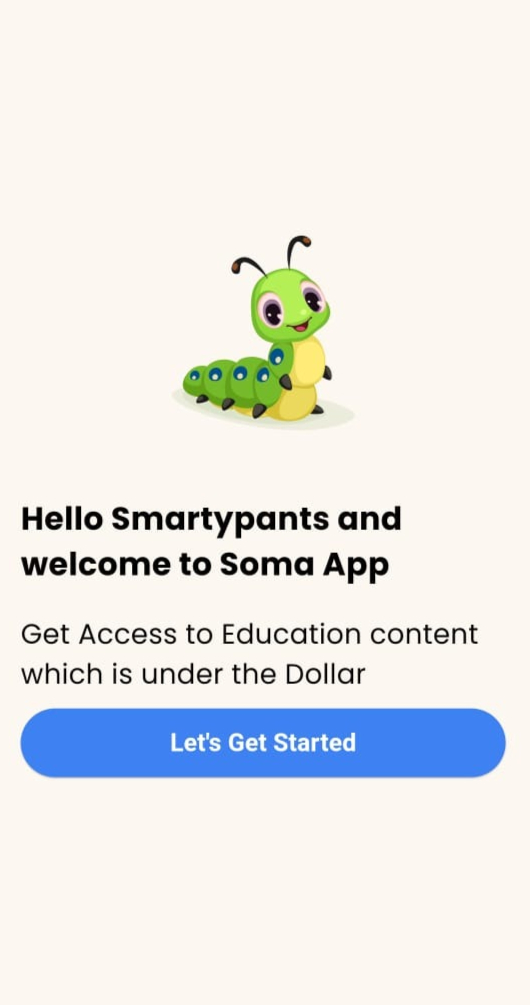 Hello Smartypants and
welcome to Soma App
Get Access to Education content
which is under the Dollar
Let's Get Started